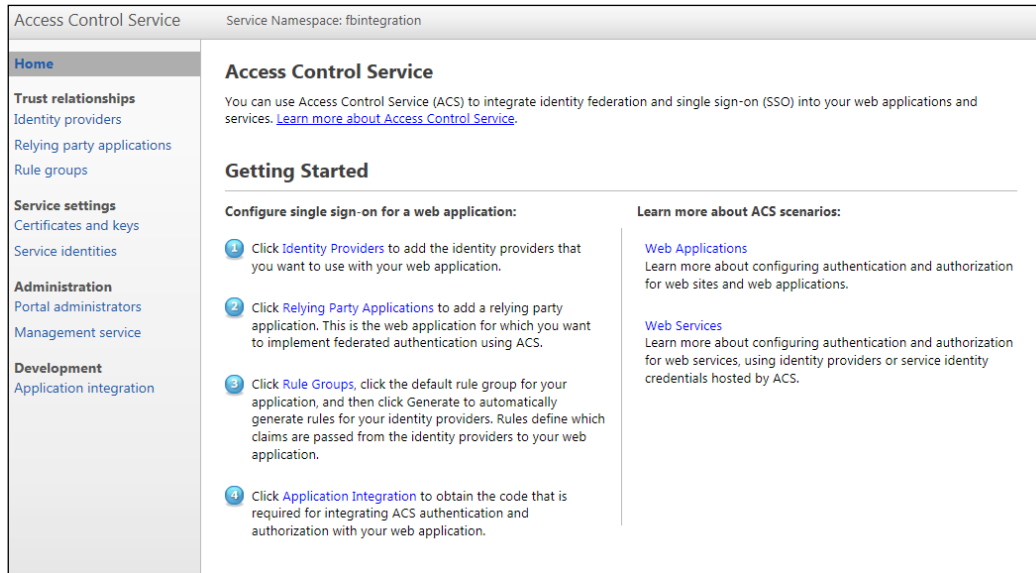 Access Control Service
Service Namespace: fbintegration
Home
Trust relationships
Identity providers
Relying party applications
Rule groups
Service settings
Certificates and keys
Service identities
Administration
Portal administrators
Management service
Development
Application integration
Access Control Service
You can use Access Control Service (ACS) to integrate identity federation and single sign-on (SSO) into your web applications and
services. Learn more about Access Control Service.
Getting Started
Configure single sign-on for a web application:
1 Click Identity Providers to add the identity providers that
you want to use with your web application.
2 Click Relying Party Applications to add a relying party
application. This is the web application for which you want
to implement federated authentication using ACS.
3 Click Rule Groups, click the default rule group for your
application, and then click Generate to automatically
generate rules for your identity providers. Rules define which
claims are passed from the identity providers to your web
application.
4 Click Application Integration to obtain the code that is
required for integrating ACS authentication and
authorization with your web application.
Learn more about ACS scenarios:
Web Applications
Learn more about configuring authentication and authorization
for web sites and web applications.
Web Services
Learn more about configuring authentication and authorization
for web services, using identity providers or service identity
credentials hosted by ACS.